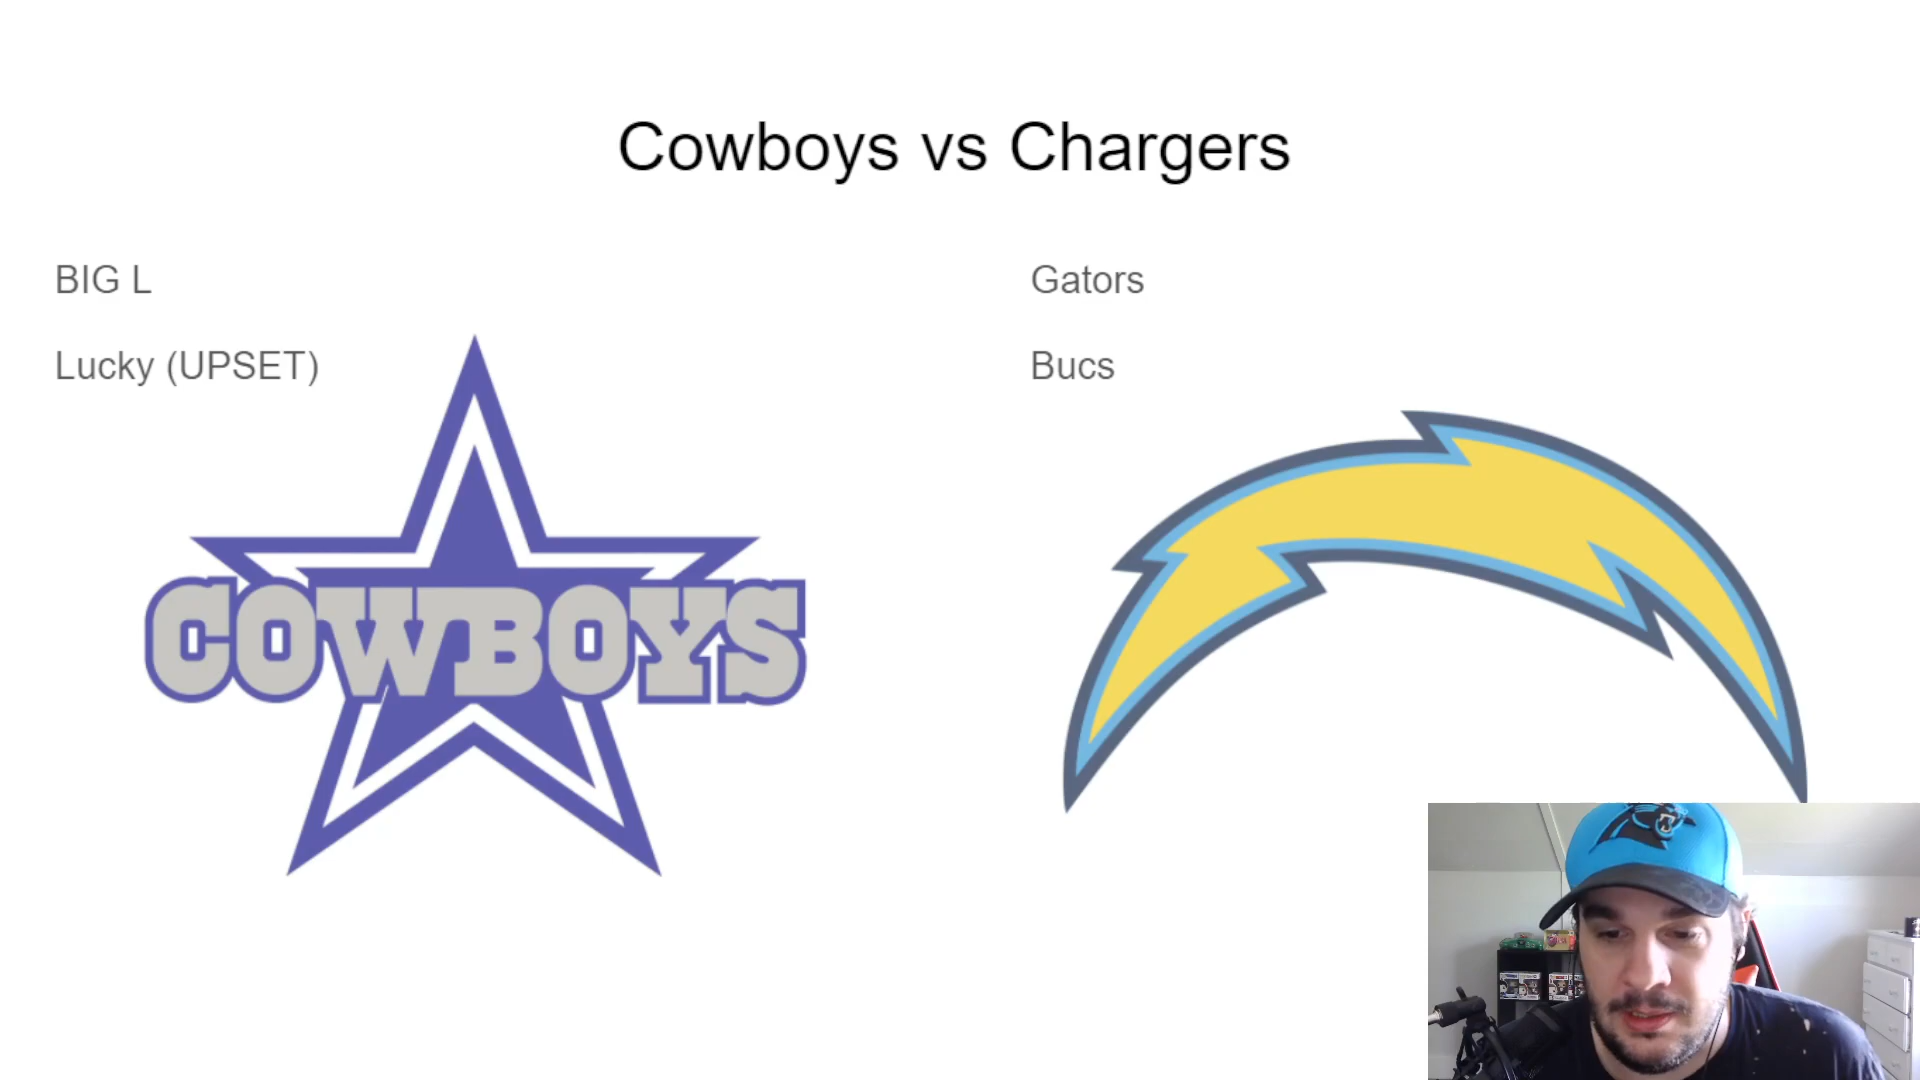 Cowboys vs Chargers
BIG L
Gators
Lucky (UPSET)
Bucs
COWBOYS